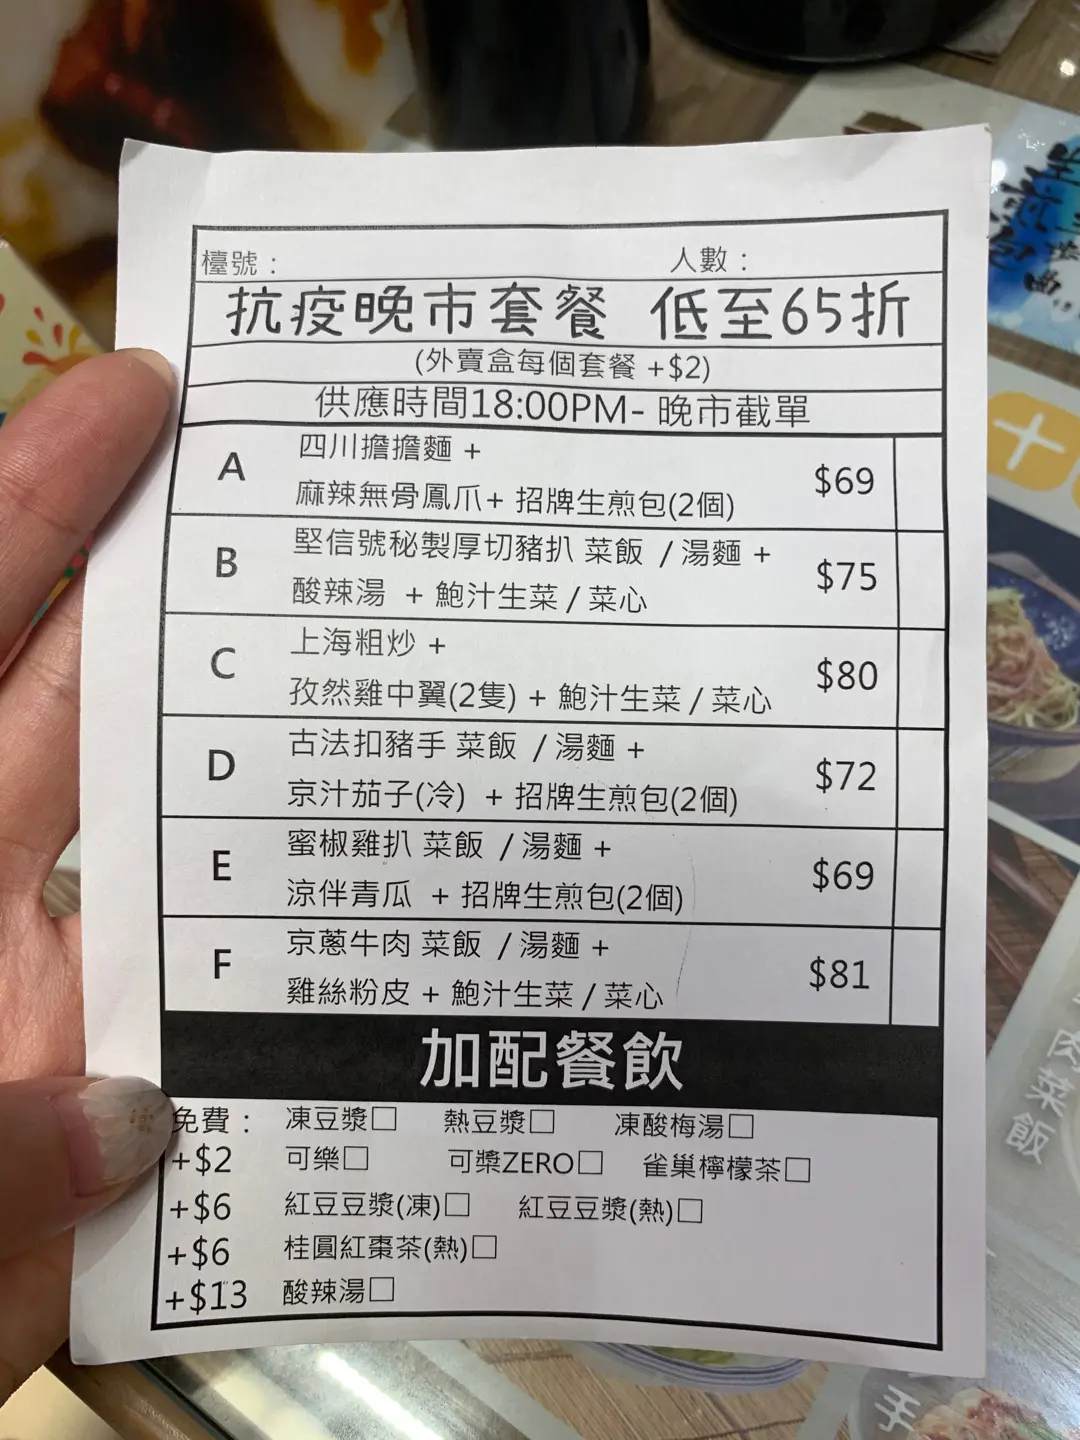 檯號： 人數：
抗疫晚市套餐 低至65折
(外賣盒每個套餐 +$2)
供應時間18:00PM- 晚市截單
A 四川擔擔麵 +
麻辣無骨鳳爪+ 招牌生煎包(2個) $69
B 堅信號秘製厚切豬扒 菜飯 / 湯麵 +
酸辣湯 + 鮑汁生菜 / 菜心 $75
C 上海粗炒 +
孜然雞中翼(2隻) + 鮑汁生菜 / 菜心 $80
D 古法扣豬手 菜飯 / 湯麵 +
京汁茄子(冷) + 招牌生煎包(2個) $72
E 蜜椒雞扒 菜飯 / 湯麵 +
涼伴青瓜 + 招牌生煎包(2個) $69
F 京蔥牛肉 菜飯 / 湯麵 +
雞絲粉皮 + 鮑汁生菜 / 菜心 $81
加配餐飲
免費： 凍豆漿□ 熱豆漿□ 凍酸梅湯□
+$2 可樂□ 可樂ZERO□ 雀巢檸檬茶□
+$6 紅豆豆漿(凍)□ 紅豆豆漿(熱)□
+$6 桂圓紅棗茶(熱)□
+$13 酸辣湯□
肉菜飯
手